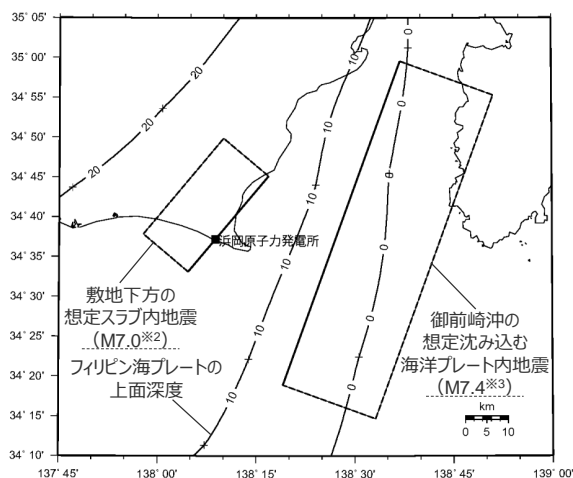 35˚ 05'
35˚ 00'
34˚ 55'
34˚ 50'
34˚ 45'
34˚ 40'
34˚ 35'
34˚ 30'
34˚ 25'
34˚ 20'
34˚ 15'
34˚ 10'
137˚ 45'
138˚ 00'
138˚ 15'
138˚ 30'
138˚ 45'
139˚ 00'
20
20
20
10
10
10
10
10
0
0
0
0
0
浜岡原子力発電所
敷地下方の
想定スラブ内地震
(M7.0※2)
フィリピン海プレートの
上面深度
御前崎沖の
想定沈み込む
海洋プレート内地震
(M7.4※3)
km
0 5 10